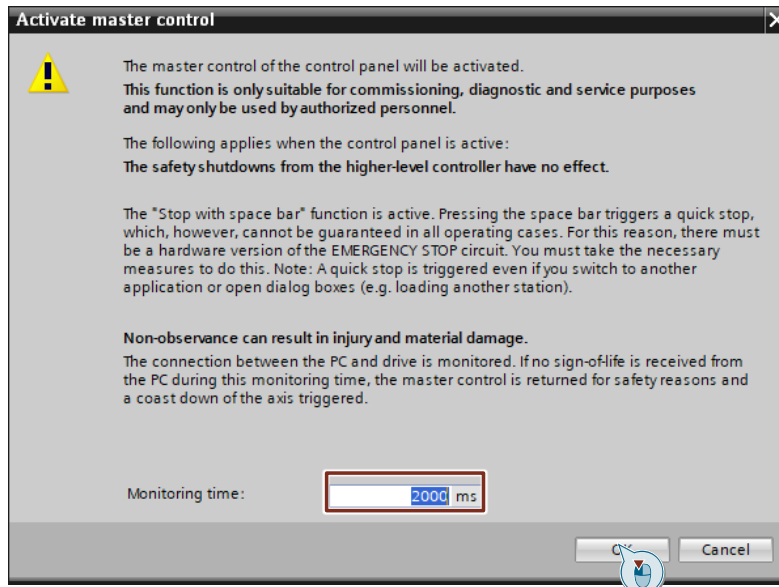 Activate master control
The master control of the control panel will be activated.
This function is only suitable for commissioning, diagnostic and service purposes
and may only be used by authorized personnel.
The following applies when the control panel is active:
The safety shutdowns from the higher-level controller have no effect.
The "Stop with space bar" function is active. Pressing the space bar triggers a quick stop,
which, however, cannot be guaranteed in all operating cases. For this reason, there must
be a hardware version of the EMERGENCY STOP circuit. You must take the necessary
measures to do this. Note: A quick stop is triggered even if you switch to another
application or open dialog boxes (e.g. loading another station).
Non-observance can result in injury and material damage.
The connection between the PC and drive is monitored. If no sign-of-life is received from
the PC during this monitoring time, the master control is returned for safety reasons and
a coast down of the axis triggered.
Monitoring time: 2000 ms
Cancel